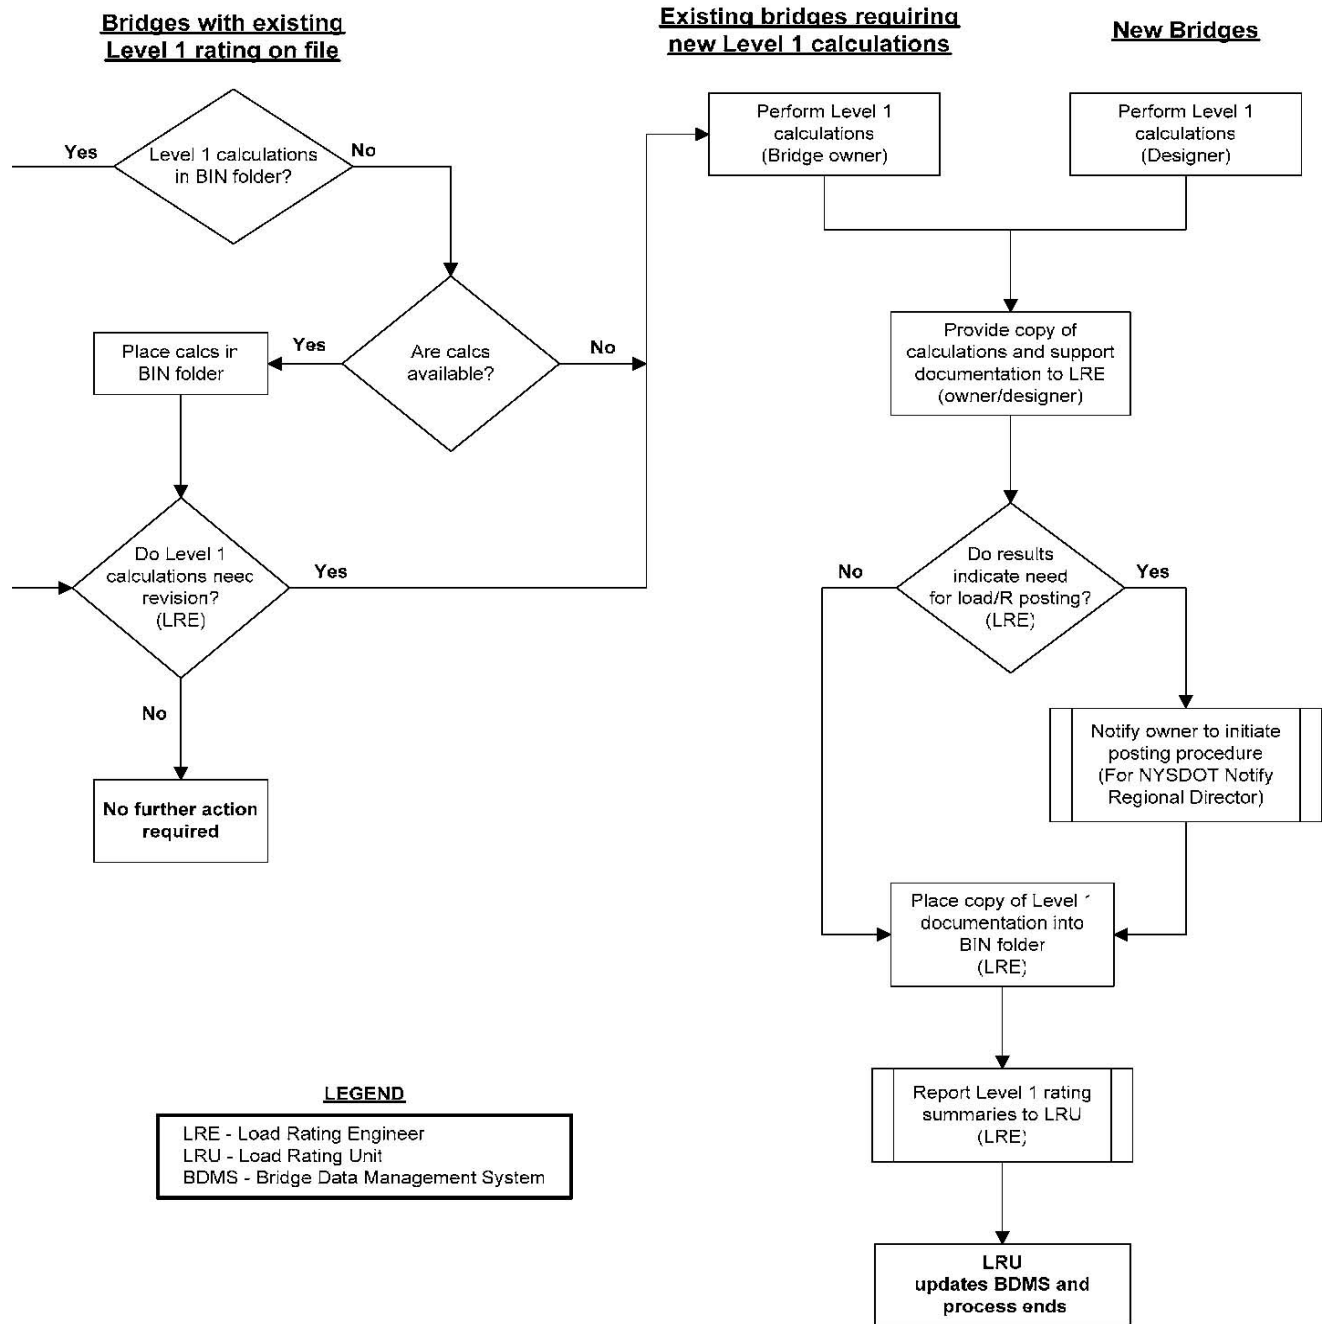 Bridges with existing
Level 1 rating on file
Existing bridges requiring
new Level 1 calculations
New Bridges
Yes
Level 1 calculations
in BIN folder?
No
Perform Level 1
calculations
(Bridge owner)
Perform Level 1
calculations
(Designer)
Place calcs in
BIN folder
Yes
Are calcs
available?
No
Provide copy of
calculations and support
documentation to LRE
(owner/designer)
Do Level 1
calculations need
revision?
(LRE)
Yes
No
No further action
required
No
Do results
indicate need
for load/R posting?
(LRE)
Yes
Notify owner to initiate
posting procedure
(For NYSDOT Notify
Regional Director)
Place copy of Level 1
documentation into
BIN folder
(LRE)
Report Level 1 rating
summaries to LRU
(LRE)
LRU
updates BDMS and
process ends
LEGEND
LRE - Load Rating Engineer
LRU - Load Rating Unit
BDMS - Bridge Data Management System